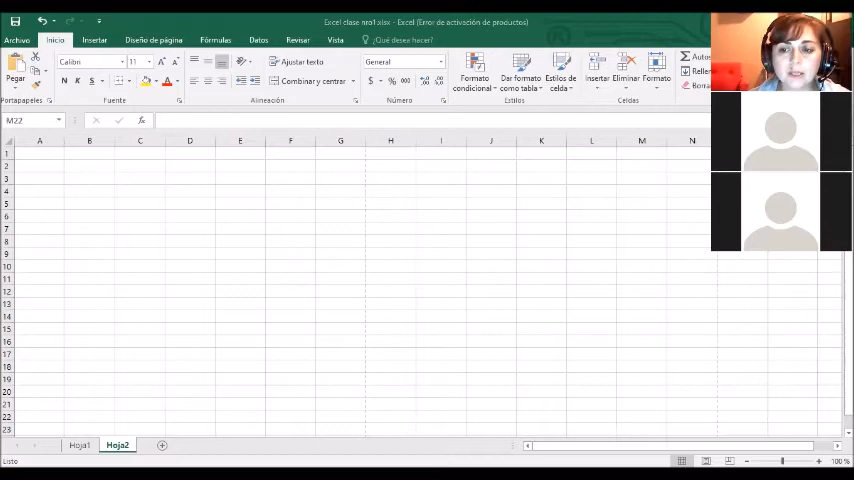 Excel clase nro1.xlsx - Excel (Error de activación de productos)
Archivo Inicio Insertar Diseño de página Fórmulas Datos Revisar Vista ¿Qué desea hacer?
Pegar
Calibri 11
N K S
Ajustar texto
Combinar y centrar
General
$ % 000
Formato condicional
Dar formato como tabla
Estilos de celda
Insertar Eliminar Formato
Autos
Rellen
Borra
Portapapeles Fuente Alineación Número Estilos Celdas
M22 fx
A B C D E F G H I J K L M N
1
2
3
4
5
6
7
8
9
10
11
12
13
14
15
16
17
18
19
20
21
22
23
Hoja1 Hoja2
Listo 100 %